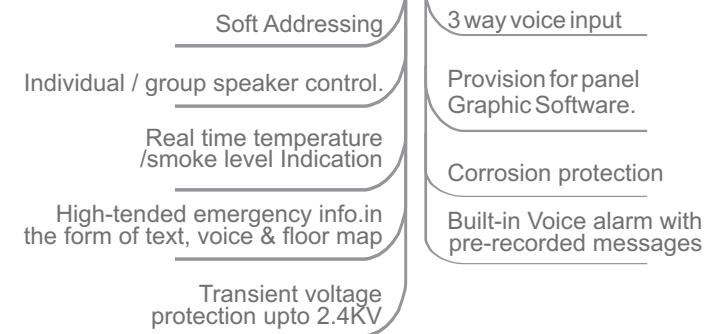 Soft Addressing
Individual / group speaker control.
Real time temperature
/smoke level Indication
High-tended emergency info.in
the form of text, voice & floor map
Transient voltage
protection upto 2.4KV
3 way voice input
Provision for panel
Graphic Software.
Corrosion protection
Built-in Voice alarm with
pre-recorded messages